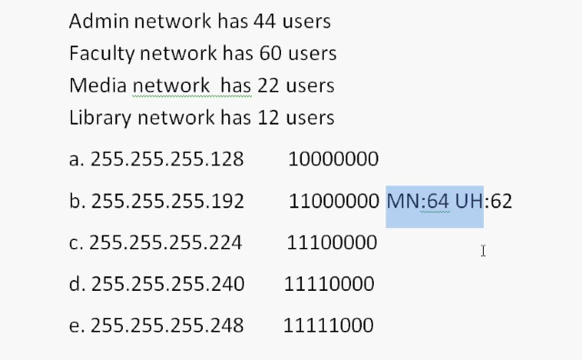 Admin network has 44 users
Faculty network has 60 users
Media network  has 22 users
Library network has 12 users
a. 255.255.255.128 10000000
b. 255.255.255.192 11000000 MN:64 UH:62
c. 255.255.255.224 11100000
d. 255.255.255.240 11110000
e. 255.255.255.248 11111000